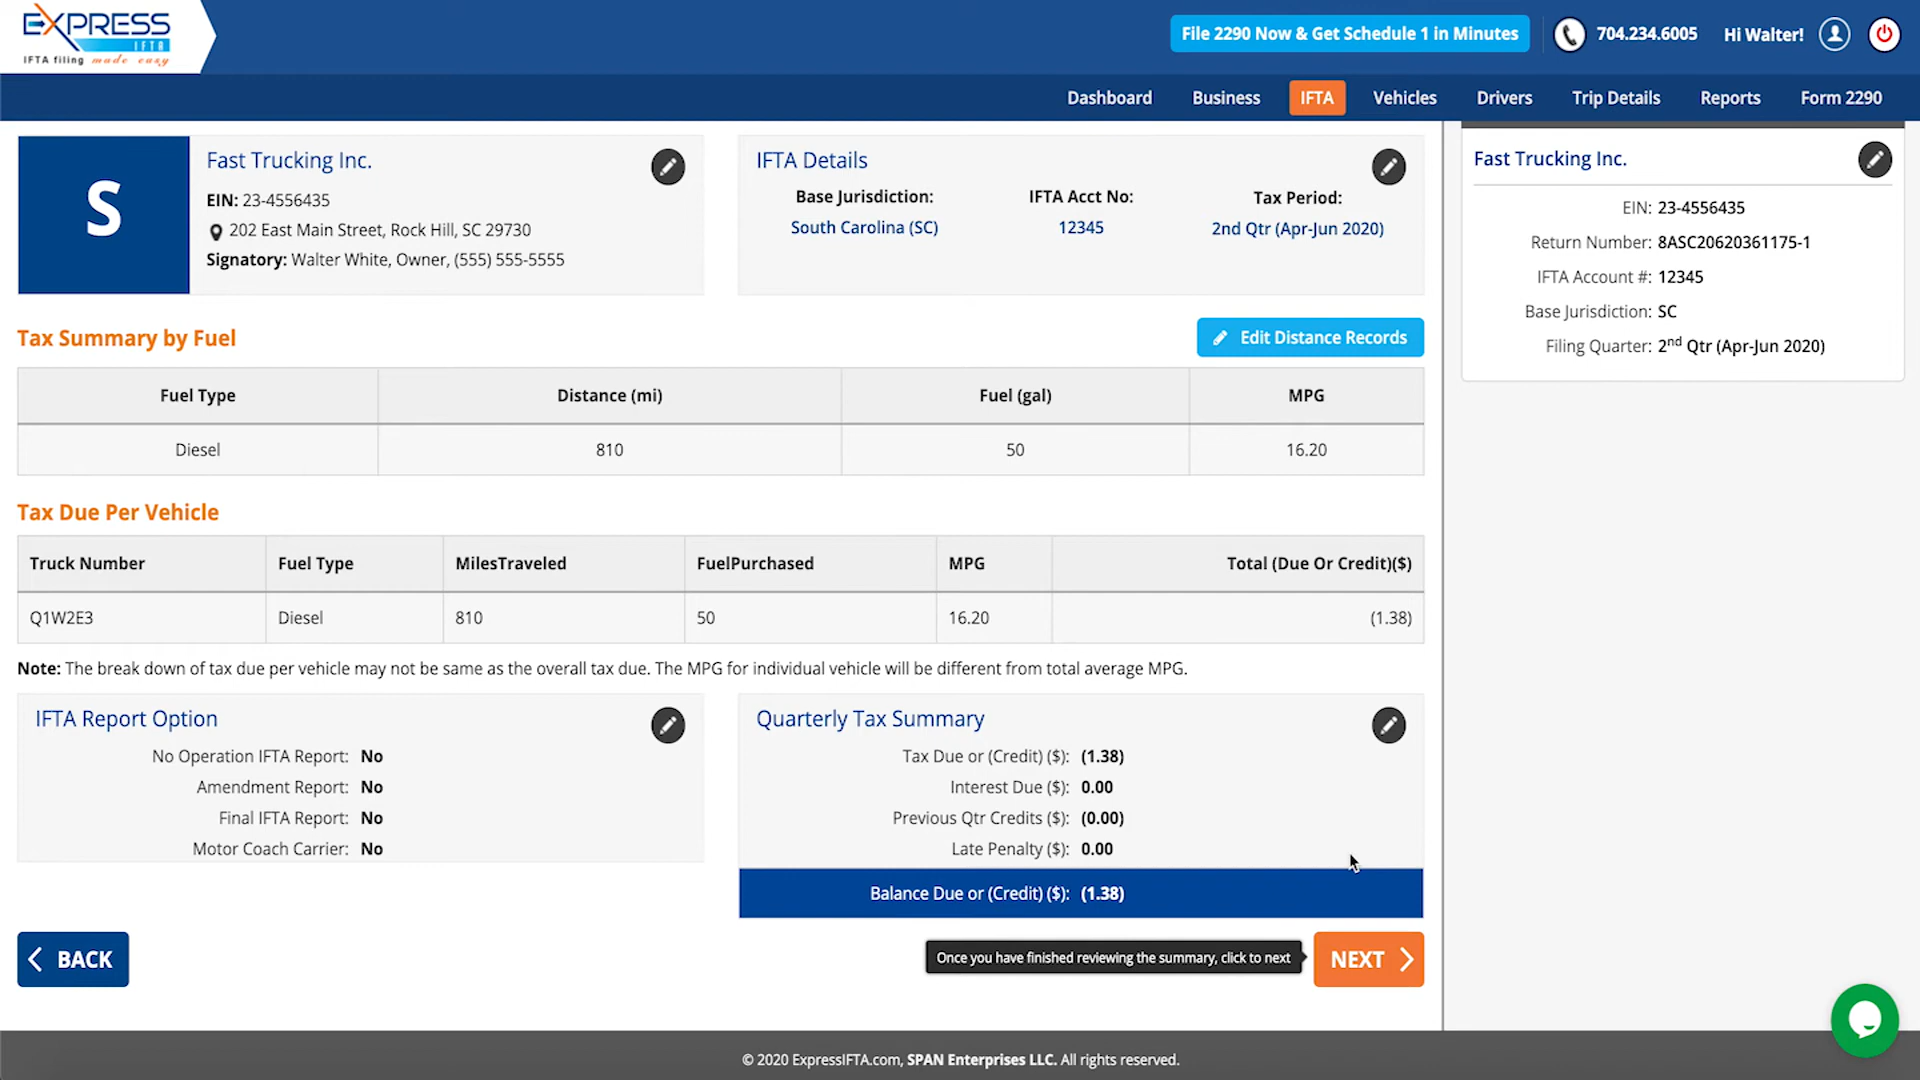 EXPRESS
IFTA
IFTA filing made easy
File 2290 Now & Get Schedule 1 in Minutes
704.234.6005
Hi Walter!
Dashboard Business IFTA Vehicles Drivers Trip Details Reports Form 2290
S
Fast Trucking Inc.
EIN: 23-4556435
202 East Main Street, Rock Hill, SC 29730
Signatory: Walter White, Owner, (555) 555-5555
IFTA Details
Base Jurisdiction: IFTA Acct No: Tax Period:
South Carolina (SC) 12345 2nd Qtr (Apr-Jun 2020)
Fast Trucking Inc.
EIN: 23-4556435
Return Number: 8ASC20620361175-1
IFTA Account #: 12345
Base Jurisdiction: SC
Filing Quarter: 2nd Qtr (Apr-Jun 2020)
Tax Summary by Fuel
Edit Distance Records
Fuel Type Distance (mi) Fuel (gal) MPG
Diesel 810 50 16.20
Tax Due Per Vehicle
Truck Number Fuel Type MilesTraveled FuelPurchased MPG Total (Due Or Credit)($)
Q1W2E3 Diesel 810 50 16.20 (1.38)
Note: The break down of tax due per vehicle may not be same as the overall tax due. The MPG for individual vehicle will be different from total average MPG.
IFTA Report Option
No Operation IFTA Report: No
Amendment Report: No
Final IFTA Report: No
Motor Coach Carrier: No
Quarterly Tax Summary
Tax Due or (Credit) ($): (1.38)
Interest Due ($): 0.00
Previous Qtr Credits ($): (0.00)
Late Penalty ($): 0.00
Balance Due or (Credit) ($): (1.38)
BACK
Once you have finished reviewing the summary, click to next
NEXT
© 2020 ExpressIFTA.com, SPAN Enterprises LLC. All rights reserved.